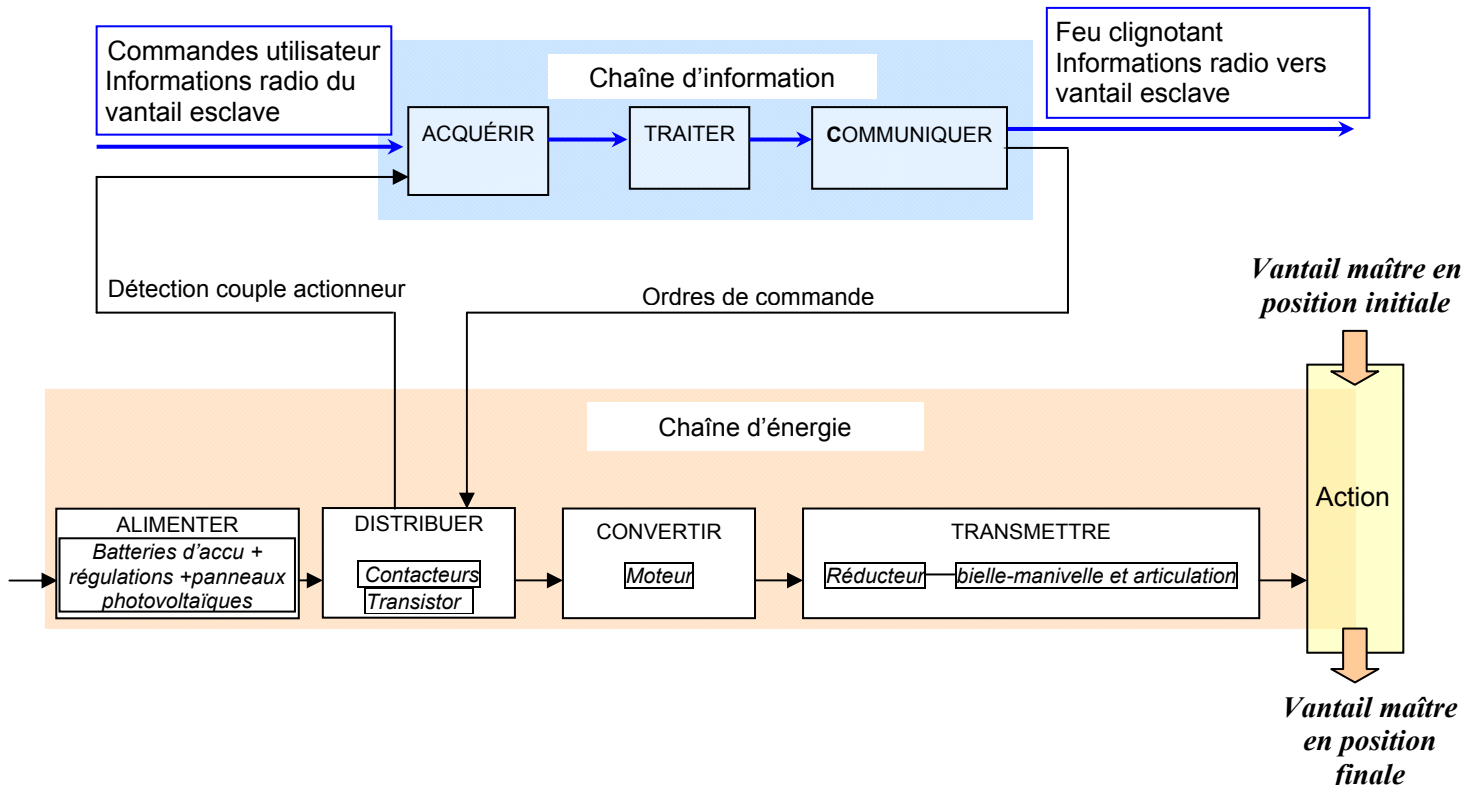 Commandes utilisateur
Informations radio du
vantail esclave
Chaîne d’information
Feu clignotant
Informations radio vers
vantail esclave
ACQUÉRIR
TRAITER
COMMUNIQUER
Détection couple actionneur
Ordres de commande
Vantail maître en
position initiale
Chaîne d’énergie
Action
ALIMENTER
Batteries d’accu +
régulations +panneaux
photovoltaïques
DISTRIBUER
Contacteurs
Transistor
CONVERTIR
Moteur
TRANSMETTRE
Réducteur bielle-manivelle et articulation
Vantail maître
en position
finale